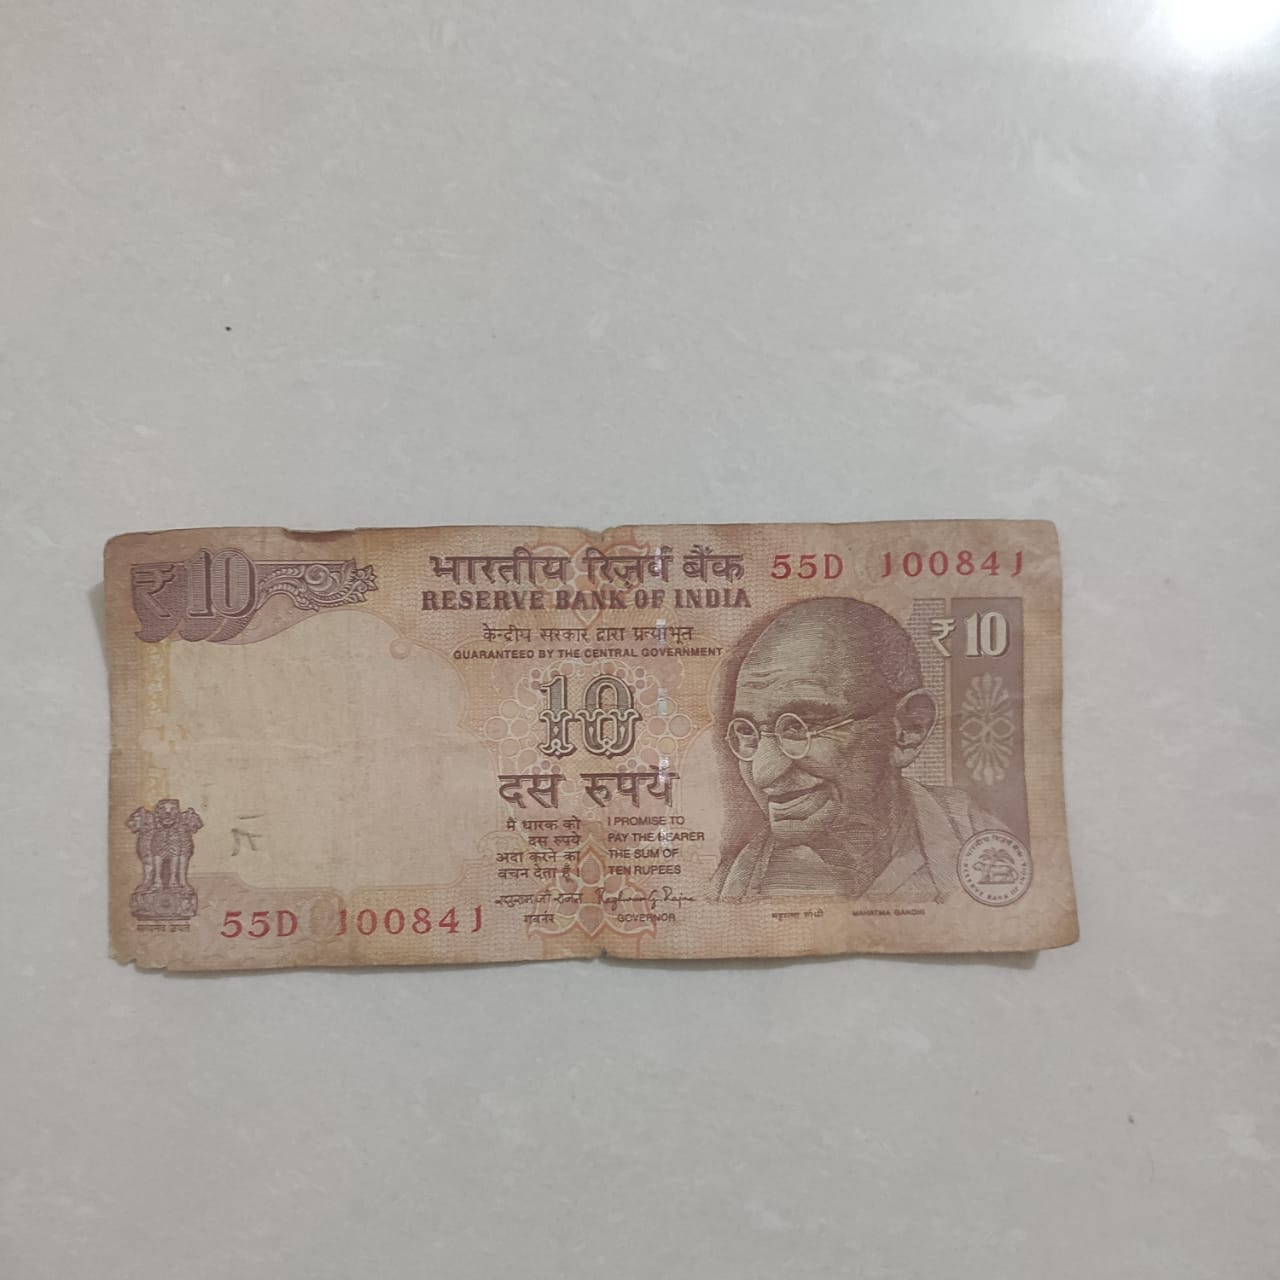 ₹ 10
भारतीय रिज़र्व बैंक
55D 100841
RESERVE BANK OF INDIA
केन्द्रीय सरकार द्वारा प्रत्याभूत
GUARANTEED BY THE CENTRAL GOVERNMENT
₹ 10
10
दस रुपये
मैं धारक को
दस रुपये
अदा करने का
वचन देता हूँ।
I PROMISE TO
PAY THE BEARER
THE SUM OF
TEN RUPEES
रघुराम जी राजन
Raghuram G. Rajan
गवर्नर
GOVERNOR
सत्यमेव जयते
55D 100841
महात्मा गांधी
MAHATMA GANDHI